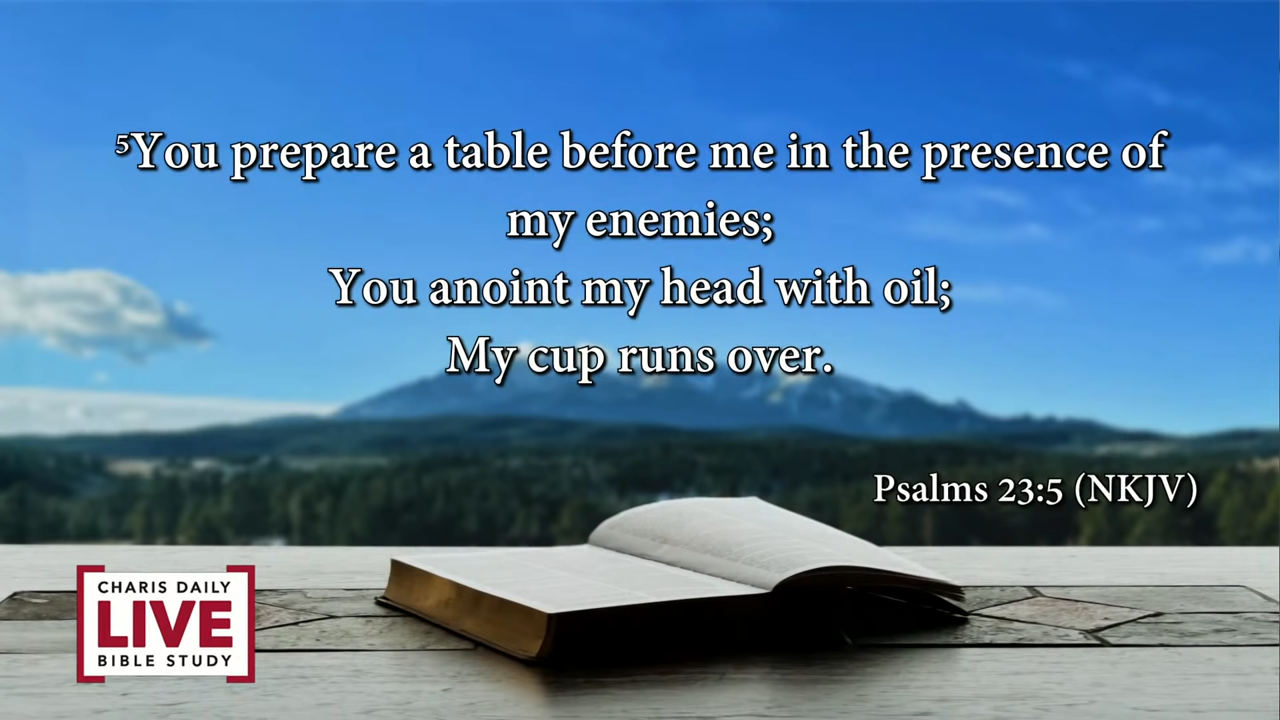 ⁵You prepare a table before me in the presence of
my enemies;
You anoint my head with oil;
My cup runs over.
Psalms 23:5 (NKJV)
CHARIS DAILY
LIVE
BIBLE STUDY